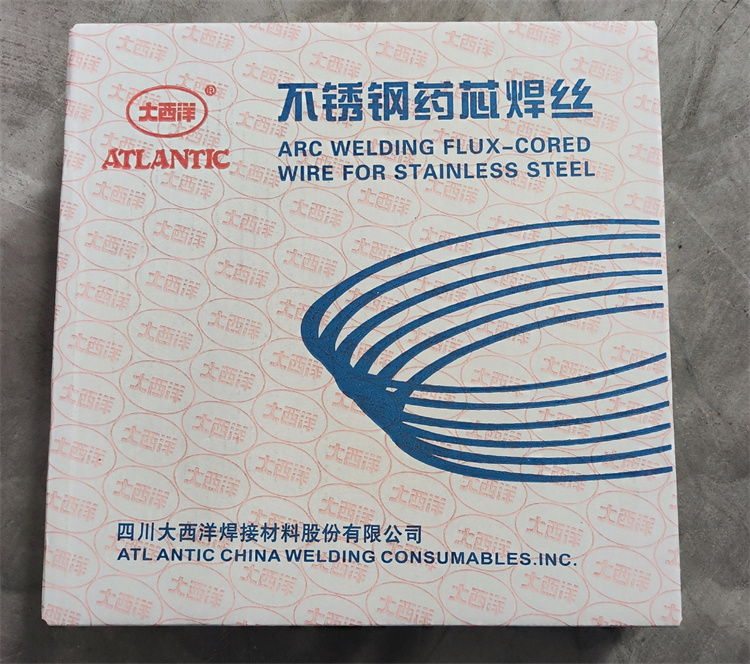 大西洋®
ATLANTIC
不锈钢药芯焊丝
ARC WELDING FLUX-CORED
WIRE FOR STAINLESS STEEL
四川大西洋焊接材料股份有限公司
ATLANTIC CHINA WELDING CONSUMABLES.INC.